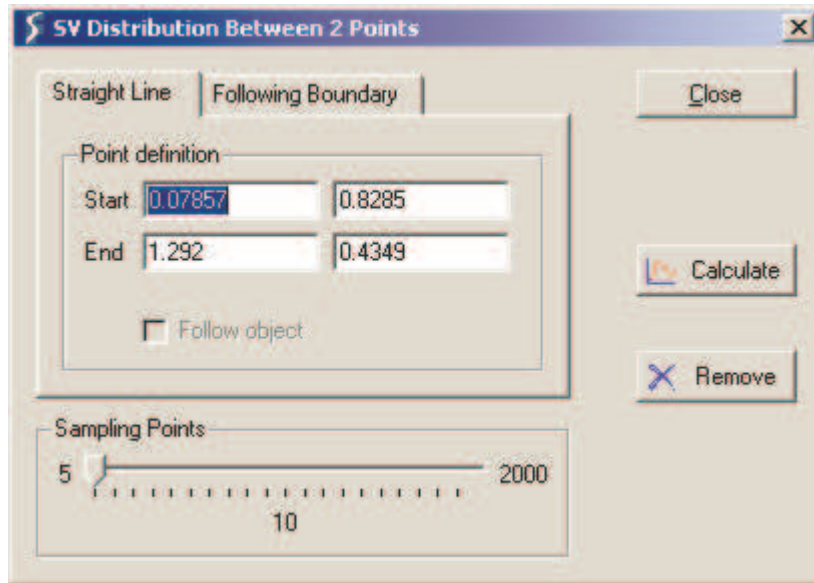 SV Distribution Between 2 Points
Straight Line
Following Boundary
Close
Point definition
Start 0.07857 0.8285
End 1.292 0.4349
Calculate
Follow object
Remove
Sampling Points
5 2000
10